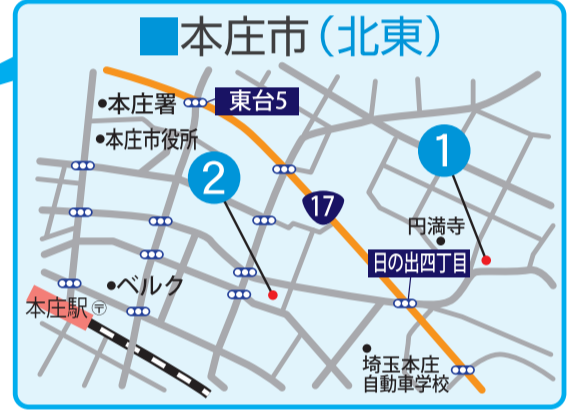 ■本庄市(北東)
本庄署
東台5
本庄市役所
1
2
17
円満寺
日の出四丁目
ベルク
本庄駅〒
埼玉本庄
自動車学校